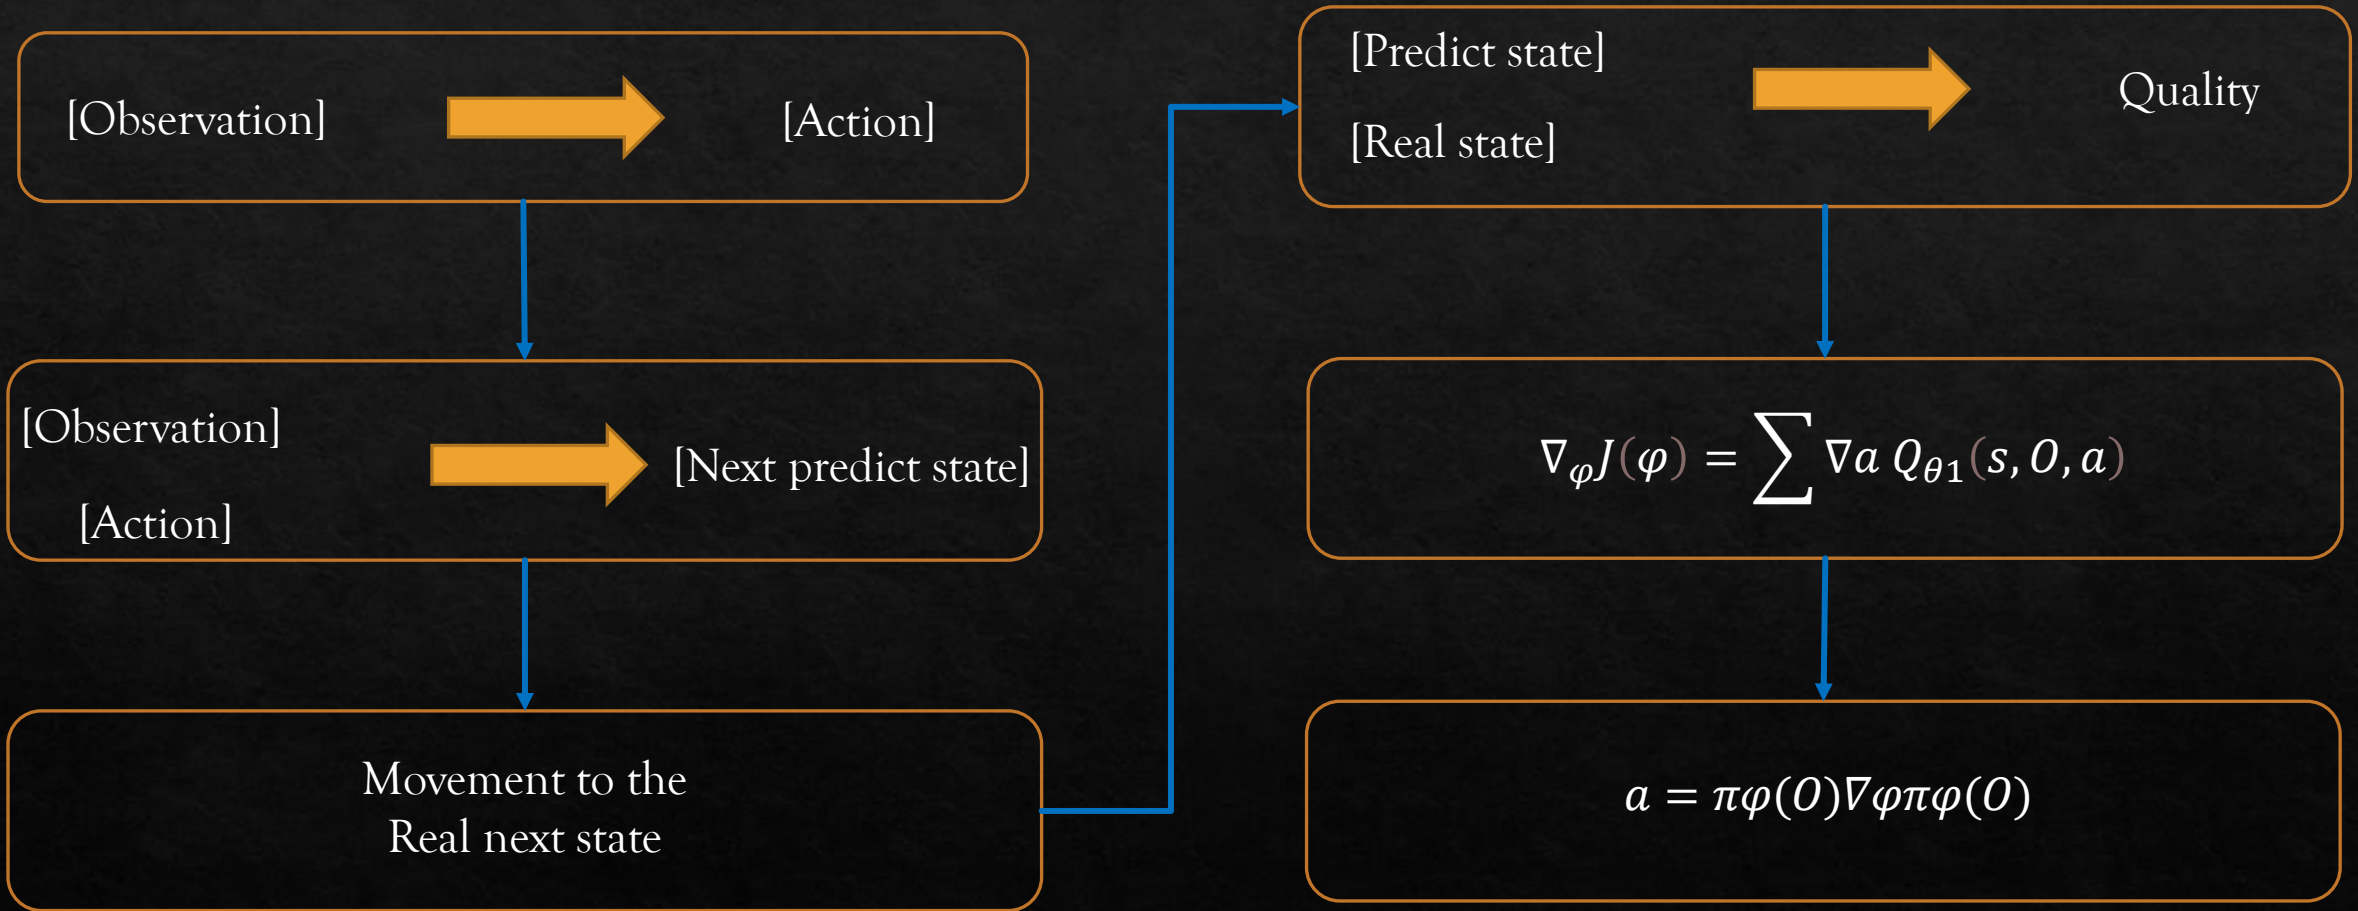 [Observation]
[Action]
[Observation]
[Action]
[Next predict state]
Movement to the
Real next state
[Predict state]
[Real state]
Quality
∇φJ(φ) = ∑ ∇a Qθ1(s, O, a)
a = πφ(O)∇φπφ(O)